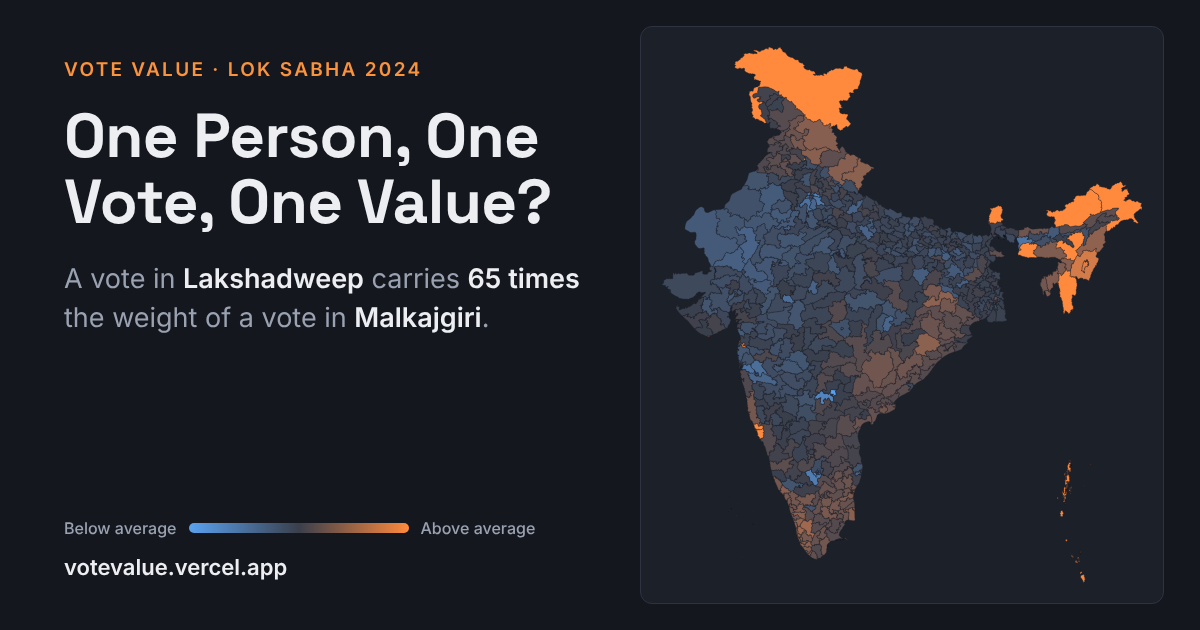 VOTE VALUE · LOK SABHA 2024
One Person, One
Vote, One Value?
A vote in Lakshadweep carries 65 times
the weight of a vote in Malkajgiri.
Below average
Above average
votevalue.vercel.app